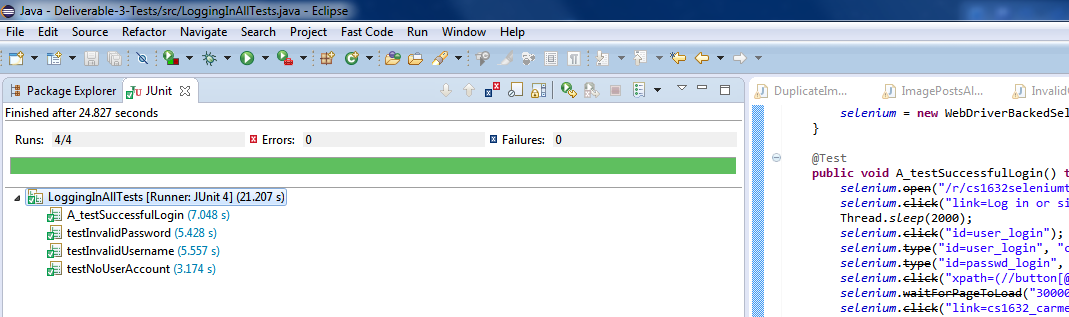 Java - Deliverable-3-Tests/src/LoggingInAllTests.java - Eclipse
File Edit Source Refactor Navigate Search Project Fast Code Run Window Help
Package Explorer JUnit
Finished after 24.827 seconds
Runs: 4/4 Errors: 0 Failures: 0
LoggingInAllTests [Runner: JUnit 4] (21.207 s)
A_testSuccessfulLogin (7.048 s)
testInvalidPassword (5.428 s)
testInvalidUsername (5.557 s)
testNoUserAccount (3.174 s)
DuplicateIm... ImagePostsAl... Invalid
selenium = new WebDriverBackedSel
}
@Test
public void A_testSuccessfulLogin() t
selenium.open("/r/cs1632seleniumt
selenium.click("link=Log in or si
Thread.sleep(2000);
selenium.click("id=user_login");
selenium.type("id=user_login", "c
selenium.type("id=passwd_login",
selenium.click("xpath=(//button[@
selenium.waitForPageToLoad("30000
selenium.click("link=cs1632_carme